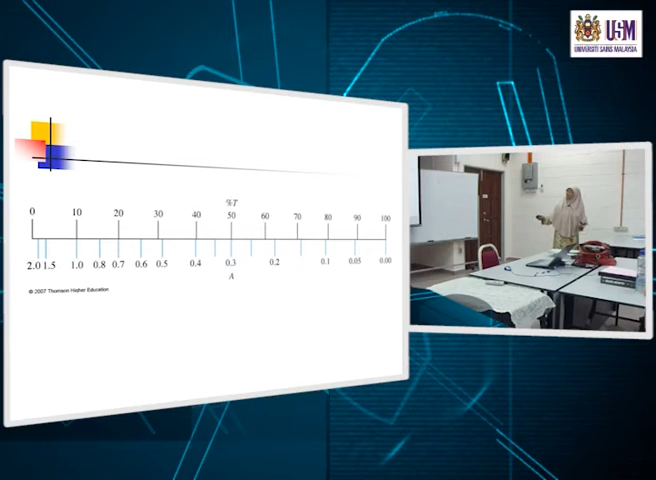 USM
UNIVERSITI SAINS MALAYSIA
%T
0 10 20 30 40 50 60 70 80 90 100
2.0 1.5 1.0 0.8 0.7 0.6 0.5 0.4 0.3 0.2 0.1 0.05 0.00
A
© 2007 Thomson Higher Education